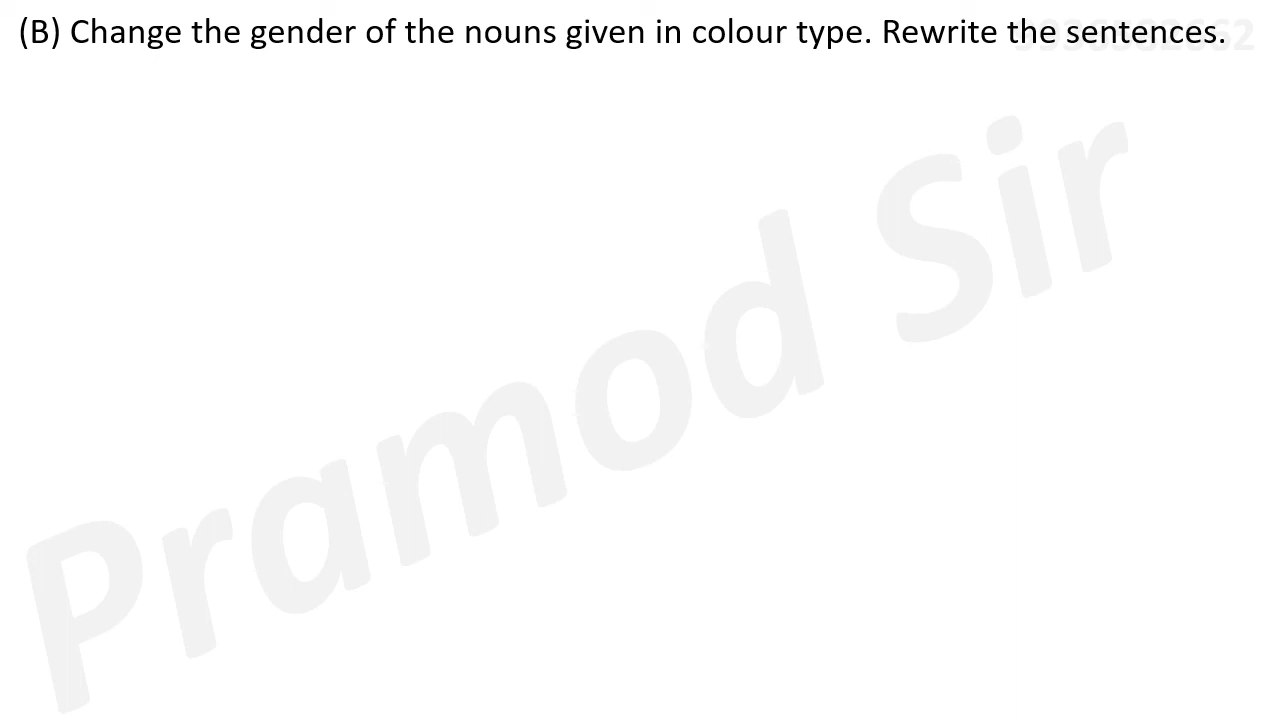 (B) Change the gender of the nouns given in colour type. Rewrite the sentences.
Pramod Sir